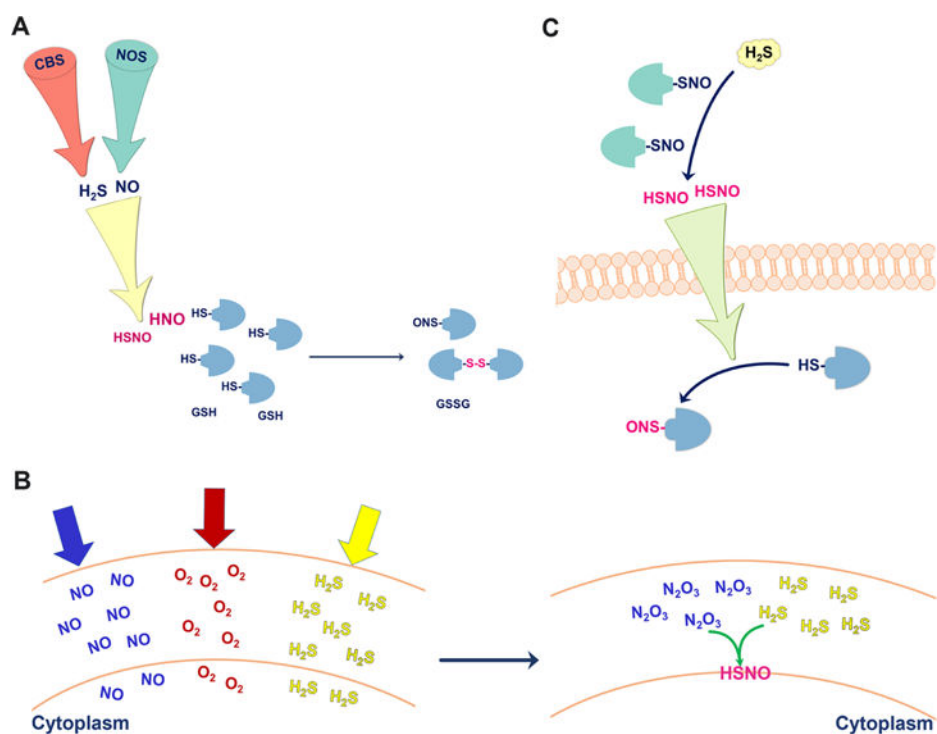 A
CBS
NOS
H₂S NO
HNO
HSNO
HS-
HS-
HS-
HS-
GSH
GSH
ONS-
-S-S-
GSSG
C
H₂S
-SNO
-SNO
HSNO HSNO
HS-
ONS-
B
NO NO
NO NO
NO NO
NO NO
O₂ O₂ O₂
O₂
O₂ O₂
O₂ O₂
H₂S
H₂S H₂S
H₂S
H₂S H₂S
H₂S H₂S
Cytoplasm
N₂O₃ N₂O₃
N₂O₃ N₂O₃
H₂S H₂S
H₂S H₂S H₂S
HSNO
Cytoplasm